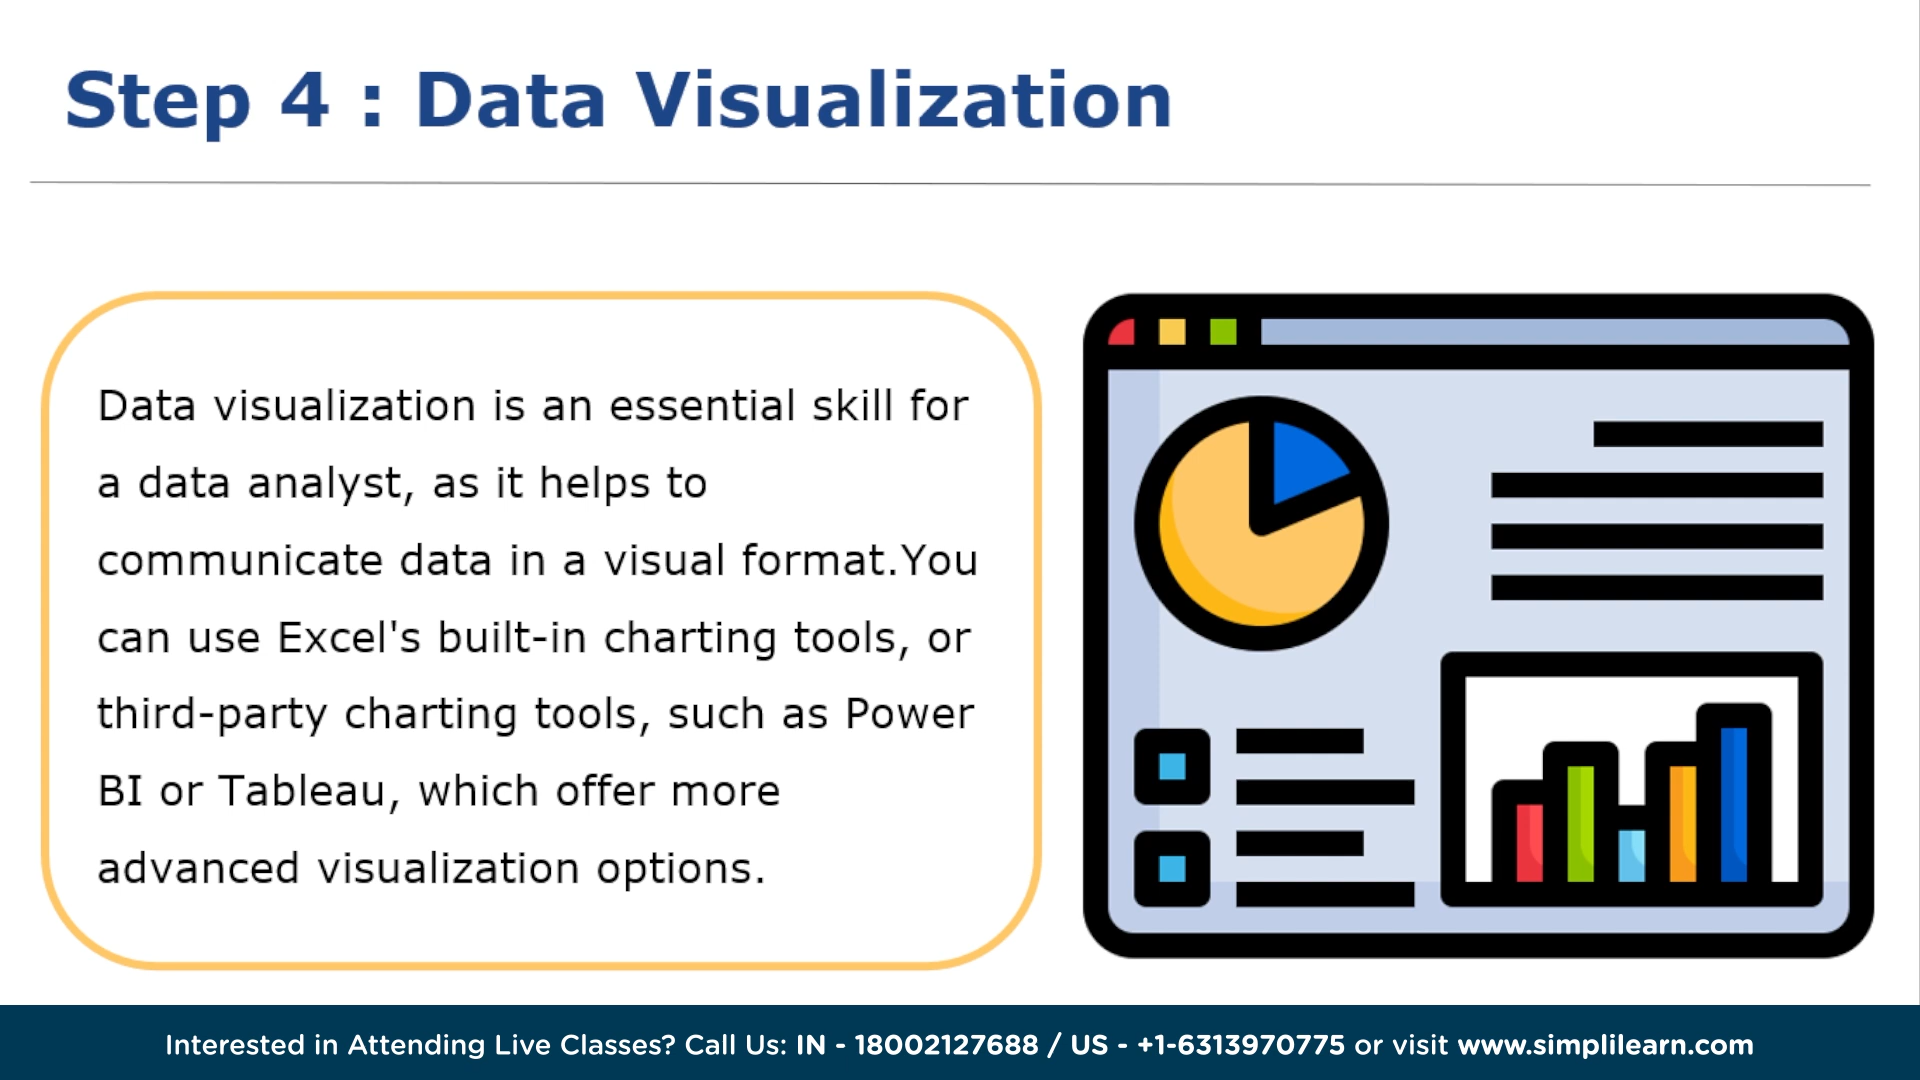 Step 4 : Data Visualization
Data visualization is an essential skill for
a data analyst, as it helps to
communicate data in a visual format.You
can use Excel's built-in charting tools, or
third-party charting tools, such as Power
BI or Tableau, which offer more
advanced visualization options.
Interested in Attending Live Classes? Call Us: IN - 18002127688 / US - +1-6313970775 or visit www.simplilearn.com